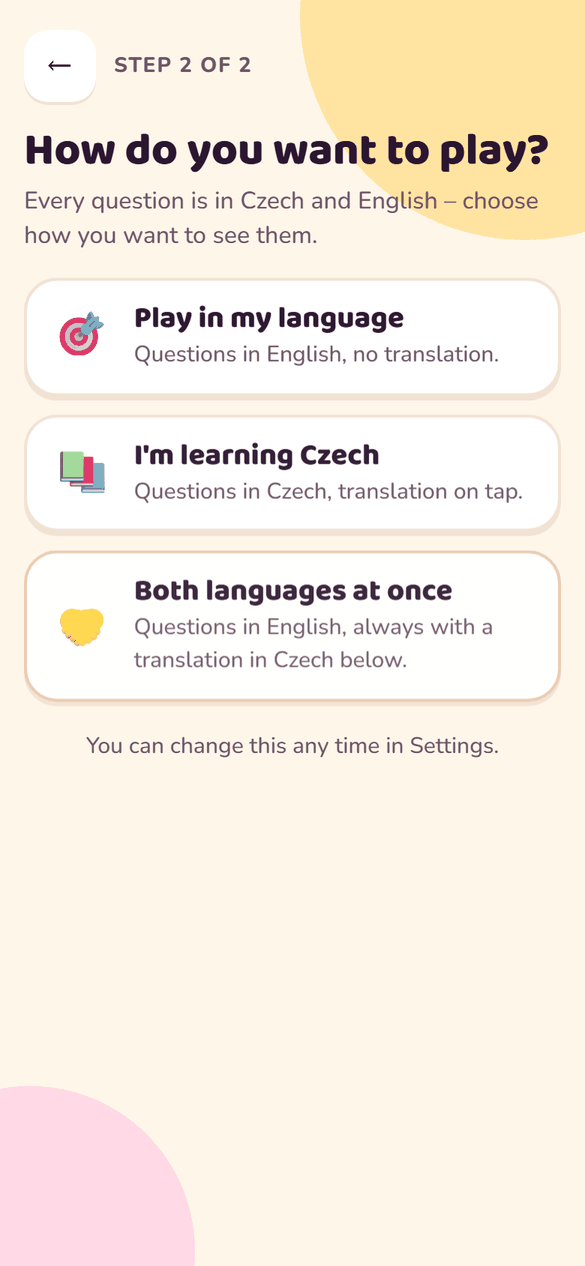 ←
STEP 2 OF 2
How do you want to play?
Every question is in Czech and English – choose
how you want to see them.
Play in my language
Questions in English, no translation.
I'm learning Czech
Questions in Czech, translation on tap.
Both languages at once
Questions in English, always with a
translation in Czech below.
You can change this any time in Settings.